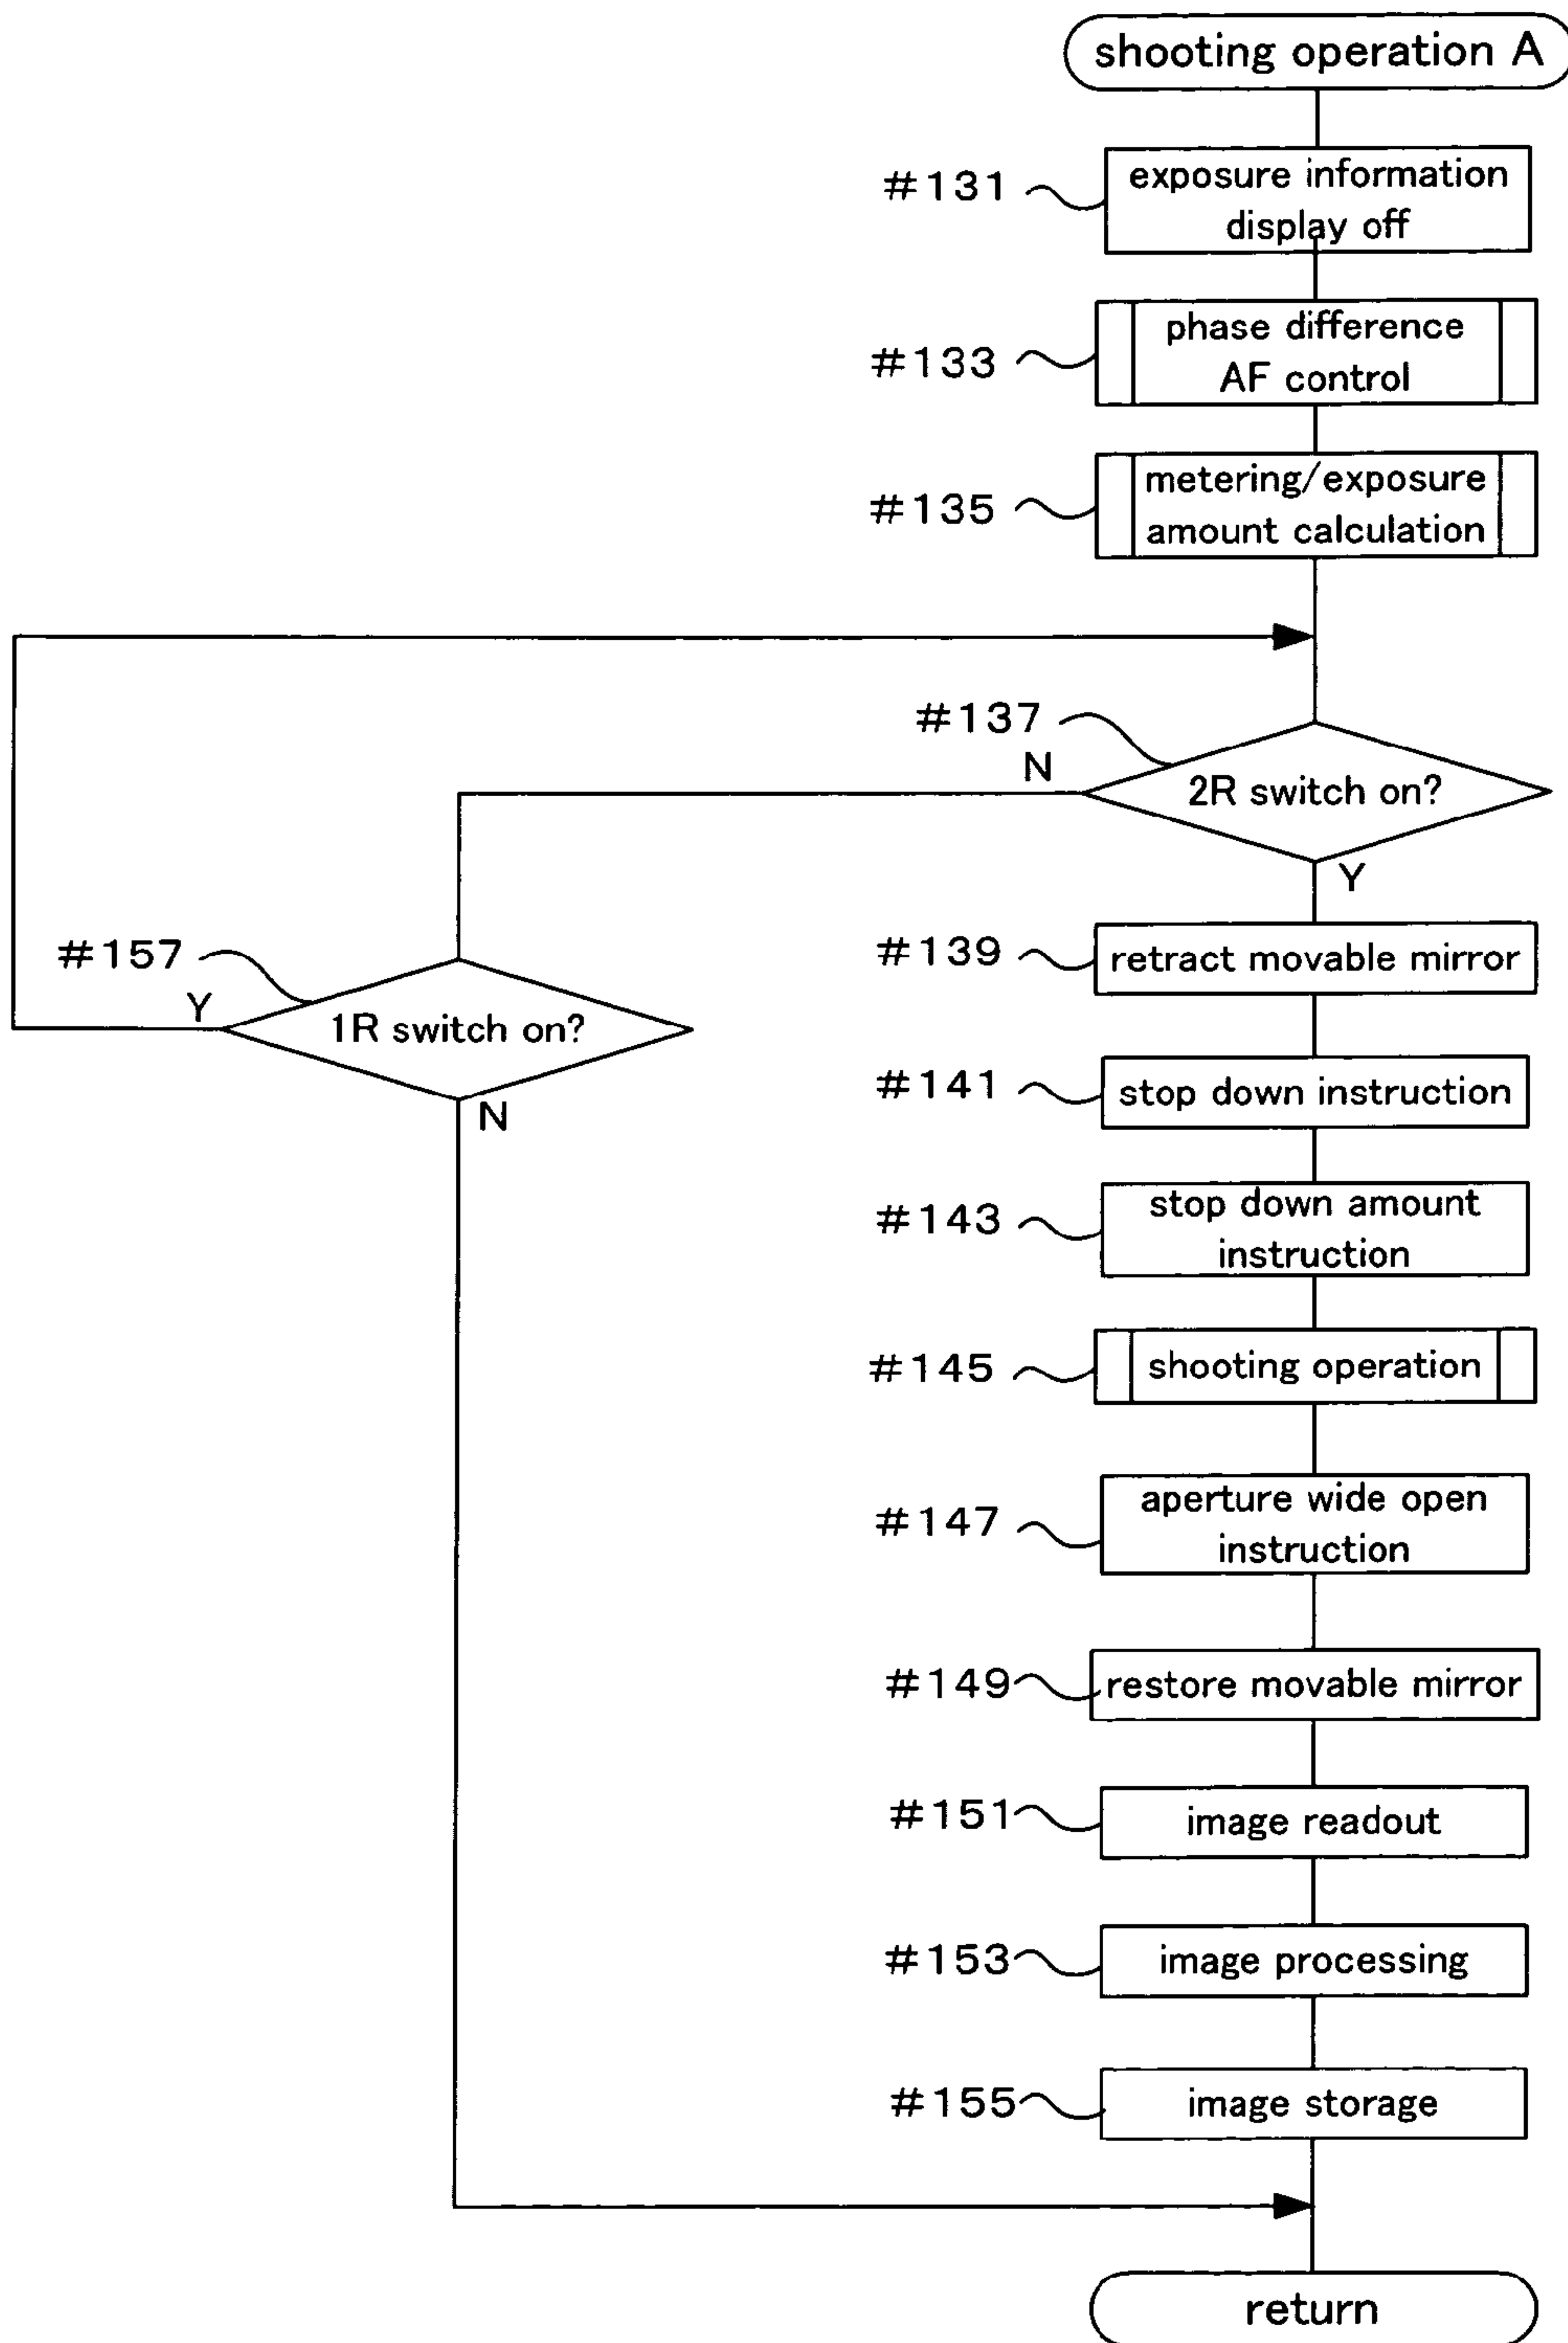 shooting operation A
#131
exposure information
display off
#133
phase difference
AF control
#135
metering/exposure
amount calculation
#137
N
2R switch on?
Y
#157
Y
1R switch on?
N
#139
retract movable mirror
#141
stop down instruction
#143
stop down amount
instruction
#145
shooting operation
#147
aperture wide open
instruction
#149
restore movable mirror
#151
image readout
#153
image processing
#155
image storage
return